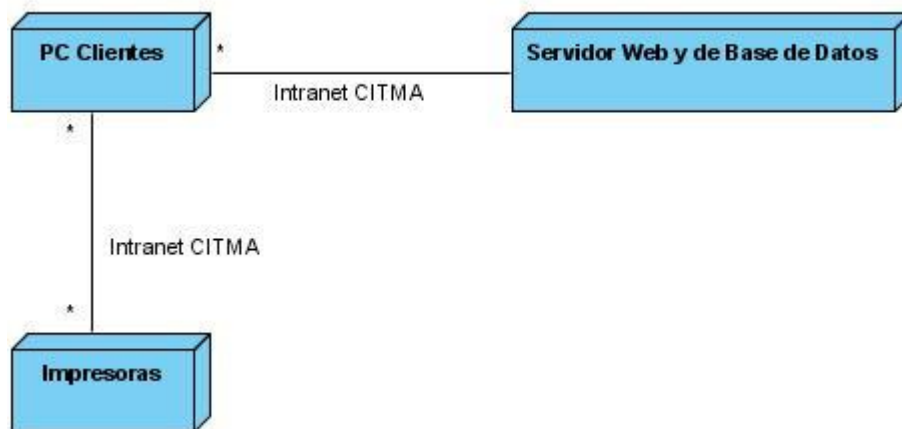 PC Clientes
*
Servidor Web y de Base de Datos
Intranet CITMA
*
Intranet CITMA
*
Impresoras